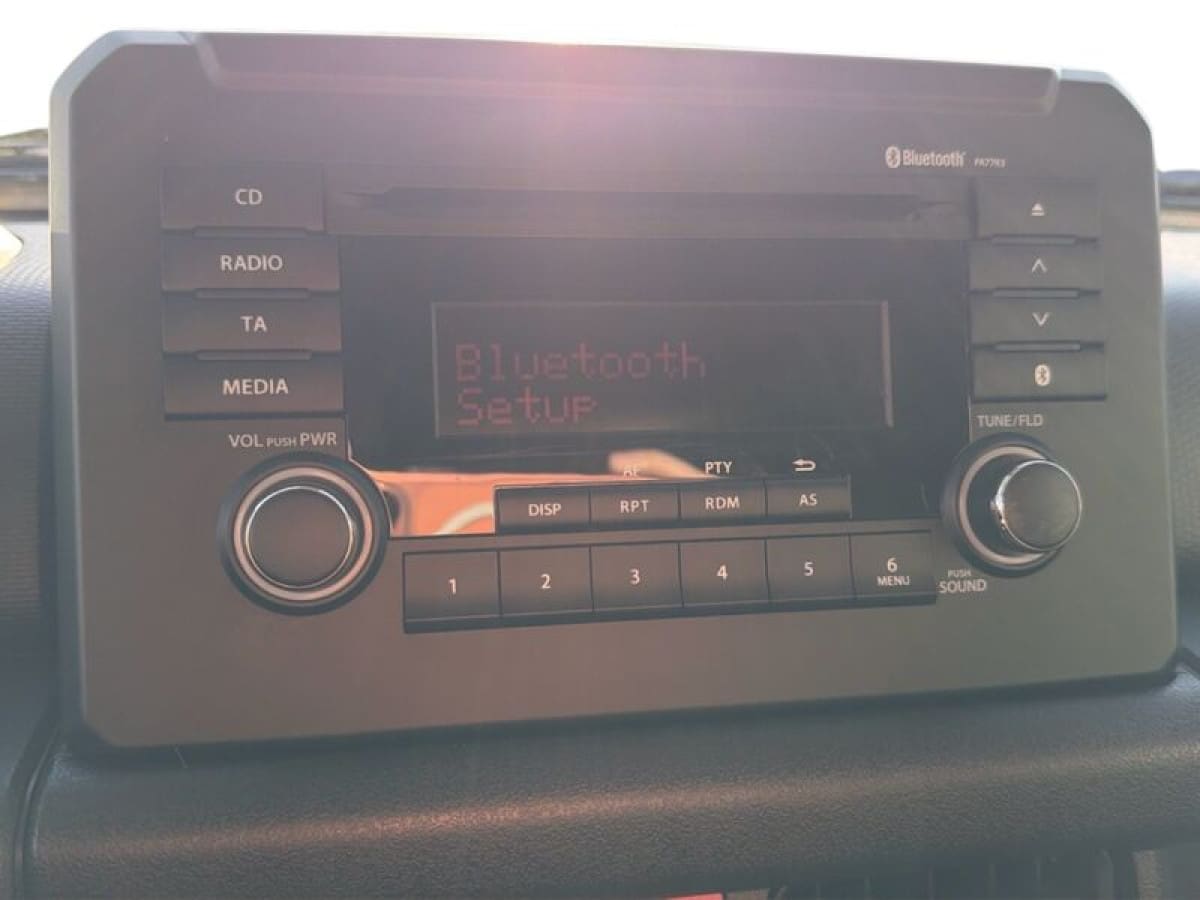 Bluetooth
CD
RADIO
TA
MEDIA
Bluetooth
Setup
VOL PUSH PWR
TUNE/FLD
AF PTY
DISP RPT RDM AS
1 2 3 4 5 6
MENU
PUSH
SOUND